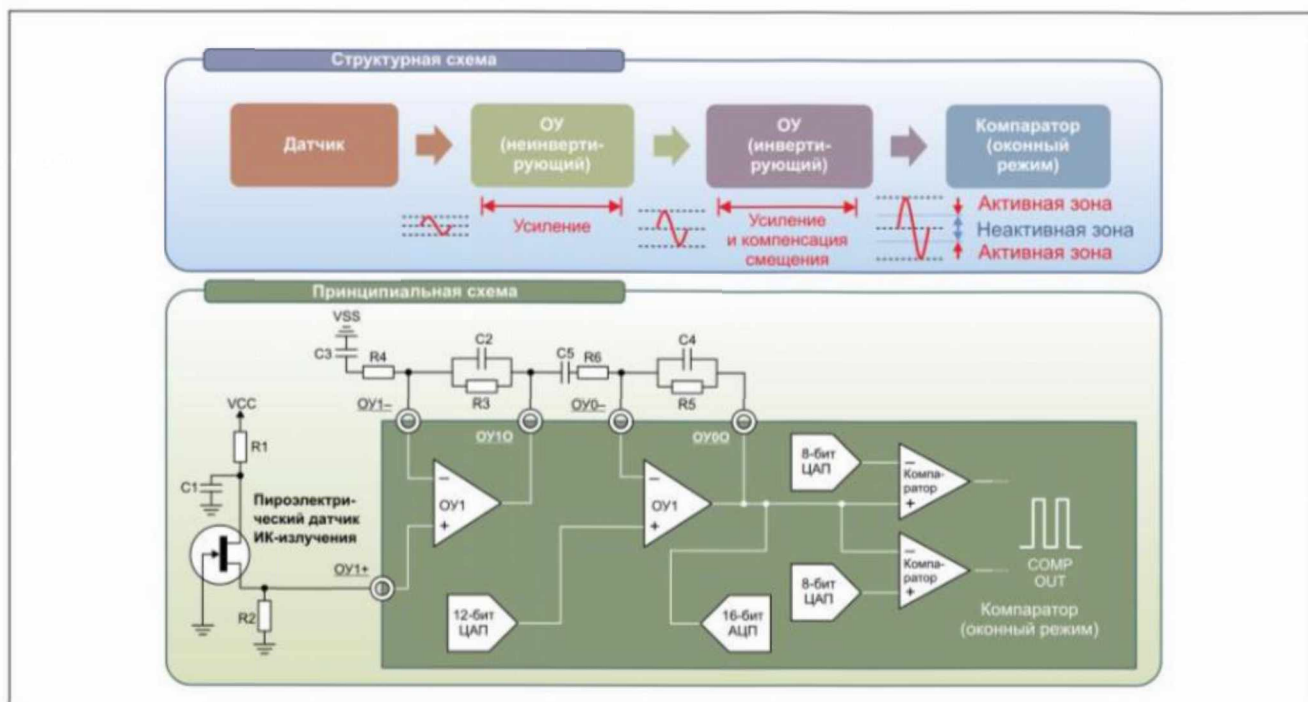 Структурная схема
Датчик
ОУ
(неинверти-
рующий)
ОУ
(инверти-
рующий)
Компаратор
(оконный
режим)
Усиление
Усиление
и компенсация
смещения
Активная зона
Неактивная зона
Активная зона
Принципиальная схема
VSS
C3
R4
C2
R3
C5
R6
C4
R5
ОУ1–
ОУ1О
ОУ0–
ОУ0О
VCC
R1
C1
Пироэлектри-
ческий датчик
ИК-излучения
ОУ1+
R2
–
ОУ1
+
–
ОУ1
+
12-бит
ЦАП
16-бит
АЦП
8-бит
ЦАП
–
Компа-
ратор
+
8-бит
ЦАП
–
Компа-
ратор
+
COMP
OUT
Компаратор
(оконный режим)